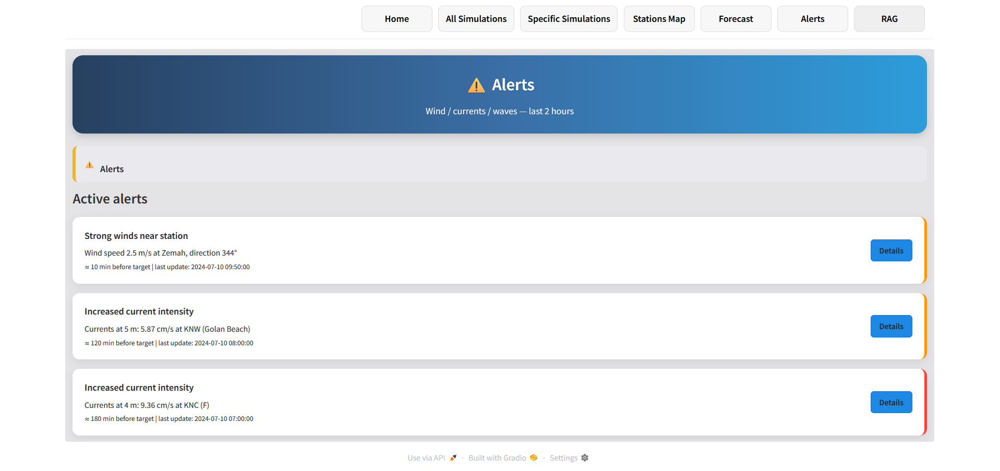 Home
All Simulations
Specific Simulations
Stations Map
Forecast
Alerts
RAG
Alerts
Wind / currents / waves — last 2 hours
Alerts
Active alerts
Strong winds near station
Wind speed 2.5 m/s at Zemah, direction 344°
≈ 10 min before target | last update: 2024-07-10 09:50:00
Details
Increased current intensity
Currents at 5 m: 5.87 cm/s at KNW (Golan Beach)
≈ 120 min before target | last update: 2024-07-10 08:00:00
Details
Increased current intensity
Currents at 4 m: 9.36 cm/s at KNC (F)
≈ 180 min before target | last update: 2024-07-10 07:00:00
Details
Use via API · Built with Gradio · Settings